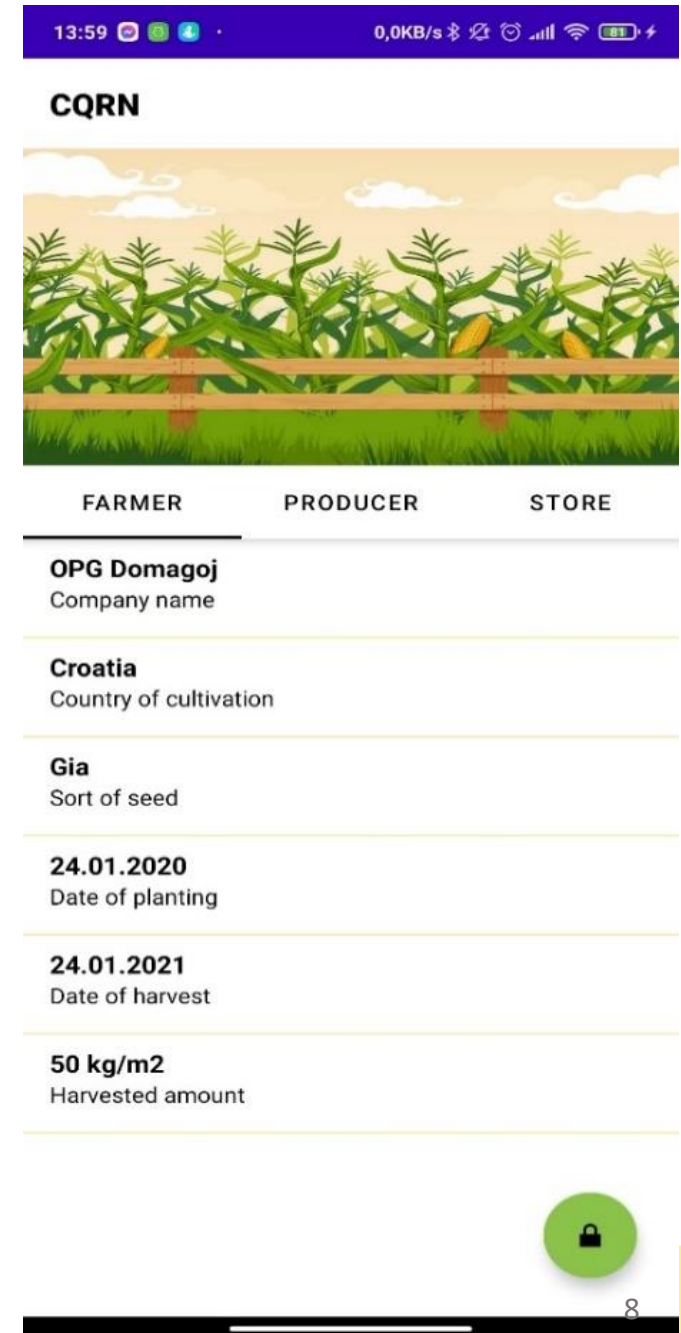 13:59 0,0KB/s 81
CQRN
FARMER PRODUCER STORE
OPG Domagoj
Company name
Croatia
Country of cultivation
Gia
Sort of seed
24.01.2020
Date of planting
24.01.2021
Date of harvest
50 kg/m2
Harvested amount
8